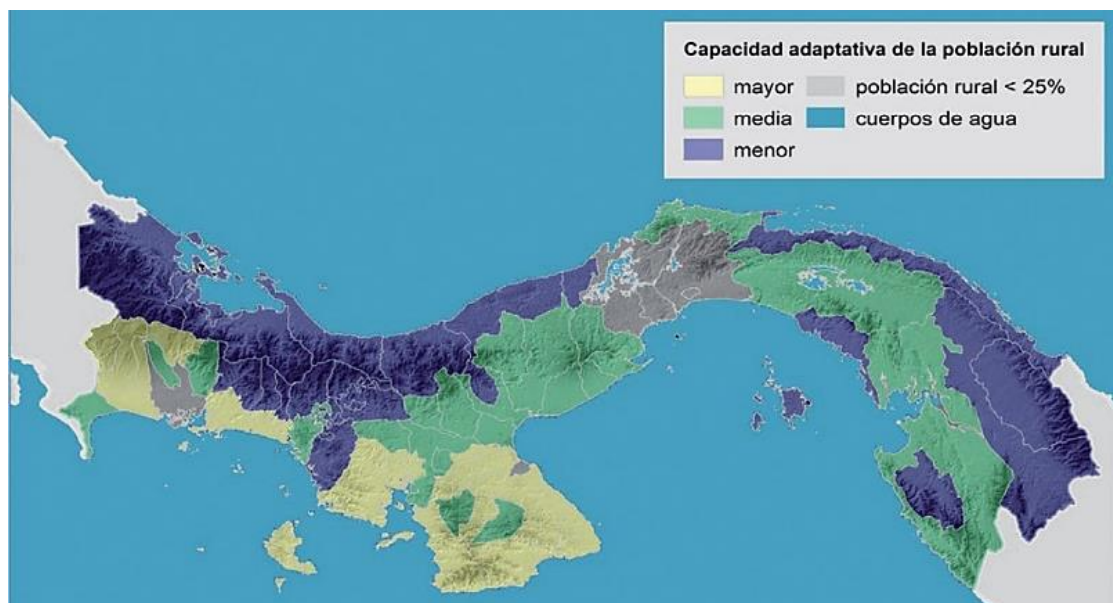 Capacidad adaptativa de la población rural
mayor
población rural < 25%
media
cuerpos de agua
menor